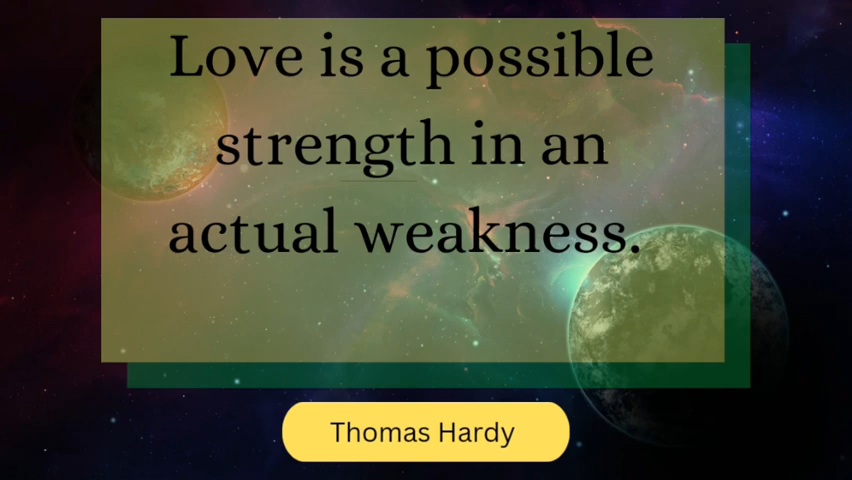 Love is a possible
strength in an
actual weakness.
Thomas Hardy